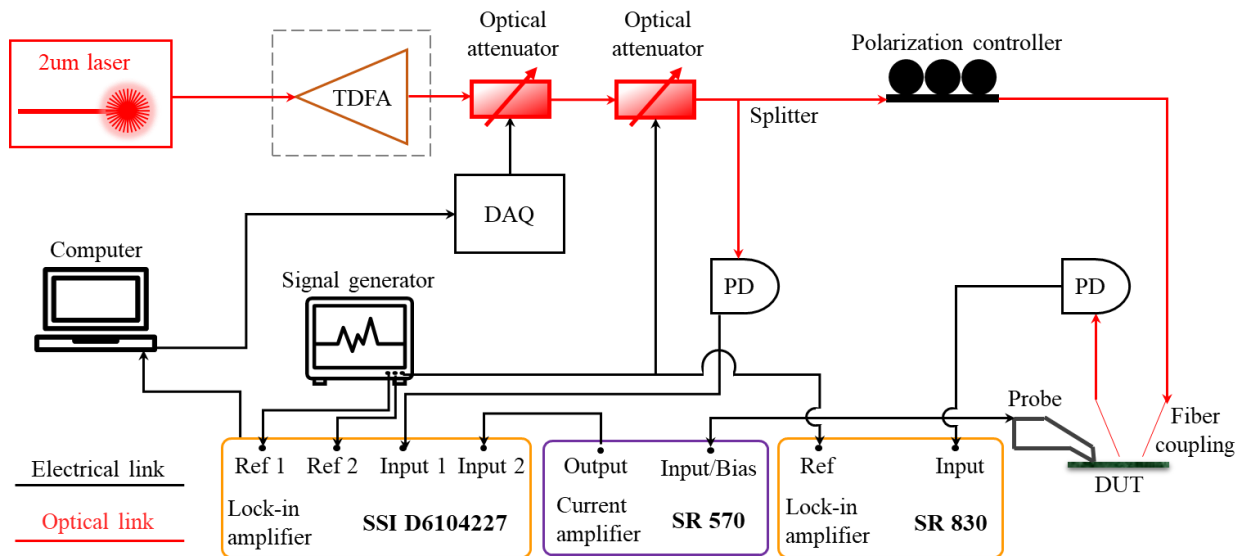 2um laser
TDFA
Optical
attenuator
Optical
attenuator
Polarization controller
Splitter
DAQ
Computer
Signal generator
PD
PD
Probe
Fiber
coupling
DUT
Electrical link
Optical link
Ref 1
Ref 2
Input 1
Input 2
Lock-in
amplifier
SSI D6104227
Output
Input/Bias
Current
amplifier
SR 570
Ref
Input
Lock-in
amplifier
SR 830